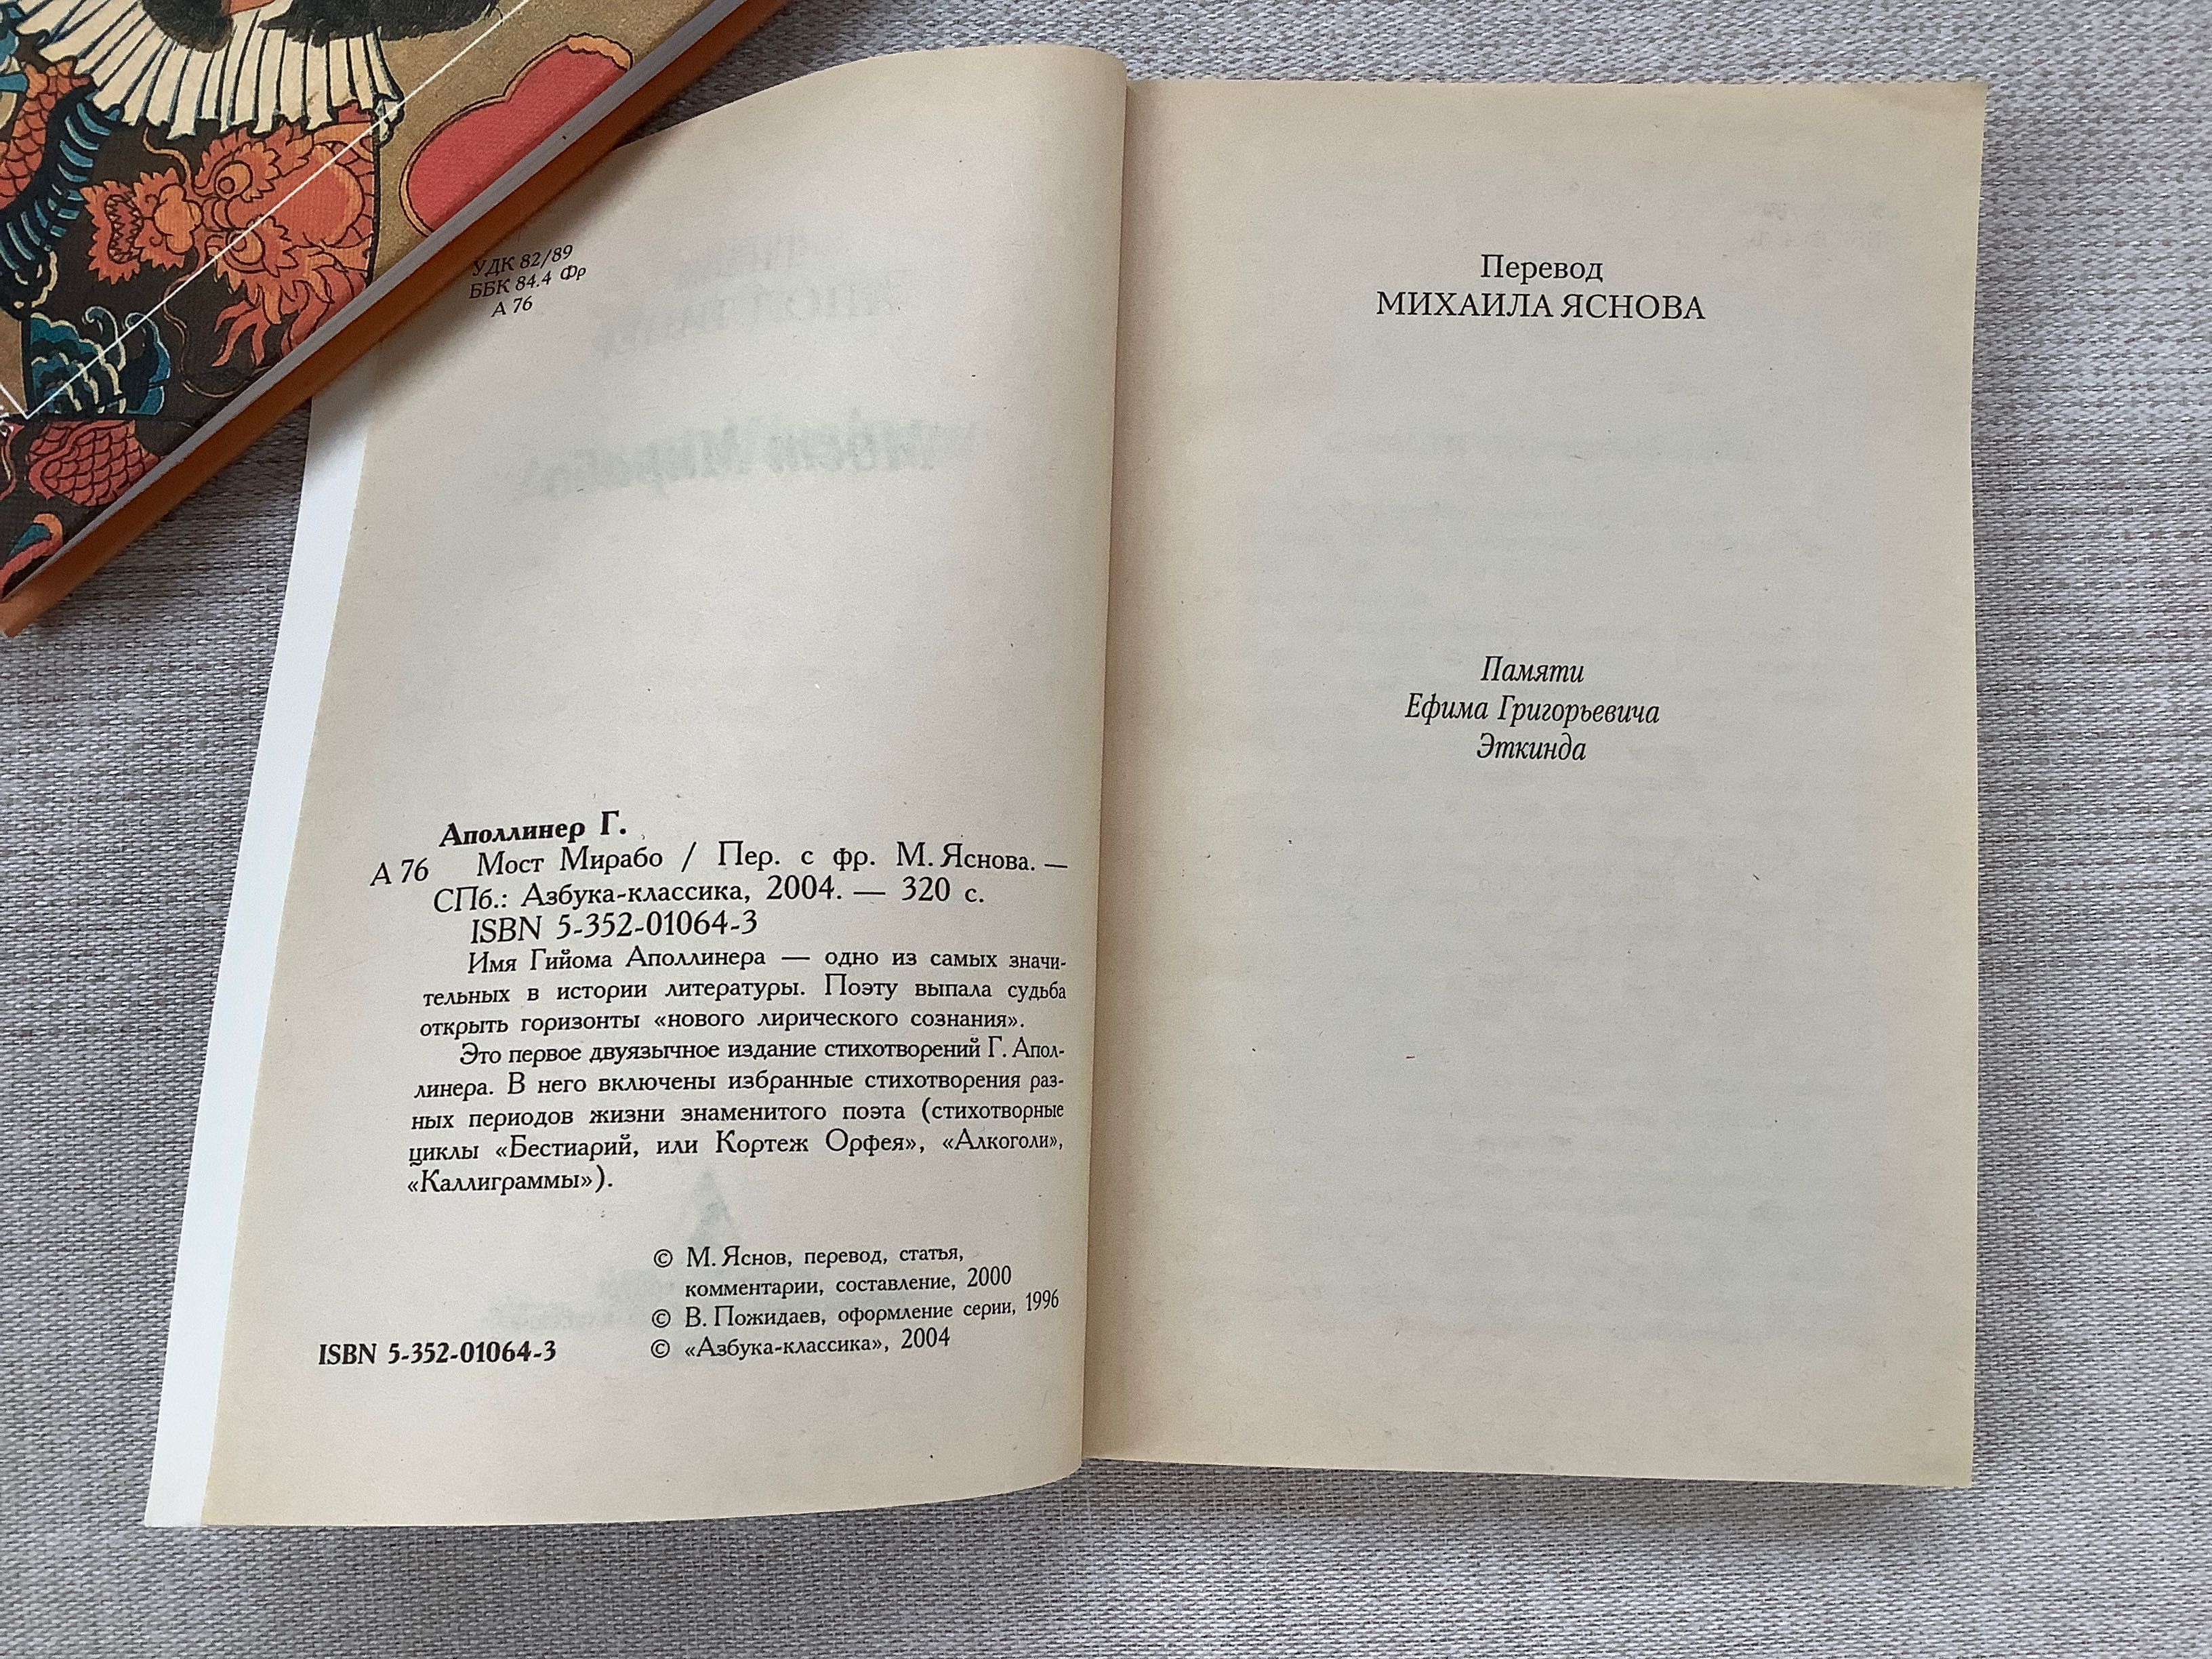 УДК 82/89
ББК 84.4 Фр
А 76
Аполлинер Г.
А 76 Мост Мирабо / Пер. с фр. М. Яснова. —
СПб.: Азбука-классика, 2004. — 320 с.
ISBN 5-352-01064-3
Имя Гийома Аполлинера — одно из самых значи-
тельных в истории литературы. Поэту выпала судьба
открыть горизонты «нового лирического сознания».
Это первое двуязычное издание стихотворений Г. Апол-
линера. В него включены избранные стихотворения раз-
ных периодов жизни знаменитого поэта (стихотворные
циклы «Бестиарий, или Кортеж Орфея», «Алкоголи»,
«Каллиграммы»).
© М. Яснов, перевод, статья,
комментарии, составление, 2000
© В. Пожидаев, оформление серии, 1996
© «Азбука-классика», 2004
ISBN 5-352-01064-3
Перевод
МИХАИЛА ЯСНОВА
Памяти
Ефима Григорьевича
Эткинда